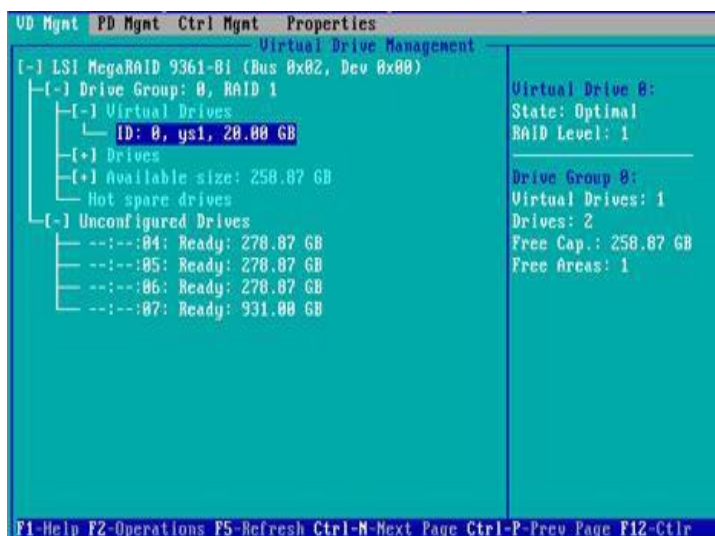 VD Mgmt PD Mgmt Ctrl Mgmt Properties
Virtual Drive Management
[-] LSI MegaRAID 9361-8i (Bus 0x02, Dev 0x00)
[-] Drive Group: 0, RAID 1
[-] Virtual Drives
ID: 0, ys1, 20.00 GB
[+] Drives
[+] Available size: 258.87 GB
Hot spare drives
[-] Unconfigured Drives
--:--:04: Ready: 278.87 GB
--:--:05: Ready: 278.87 GB
--:--:06: Ready: 278.87 GB
--:--:07: Ready: 931.00 GB
Virtual Drive 0:
State: Optimal
RAID Level: 1
Drive Group 0:
Virtual Drives: 1
Drives: 2
Free Cap.: 258.87 GB
Free Areas: 1
F1-Help F2-Operations F5-Refresh Ctrl-N-Next Page Ctrl-P-Prev Page F12-Ctlr